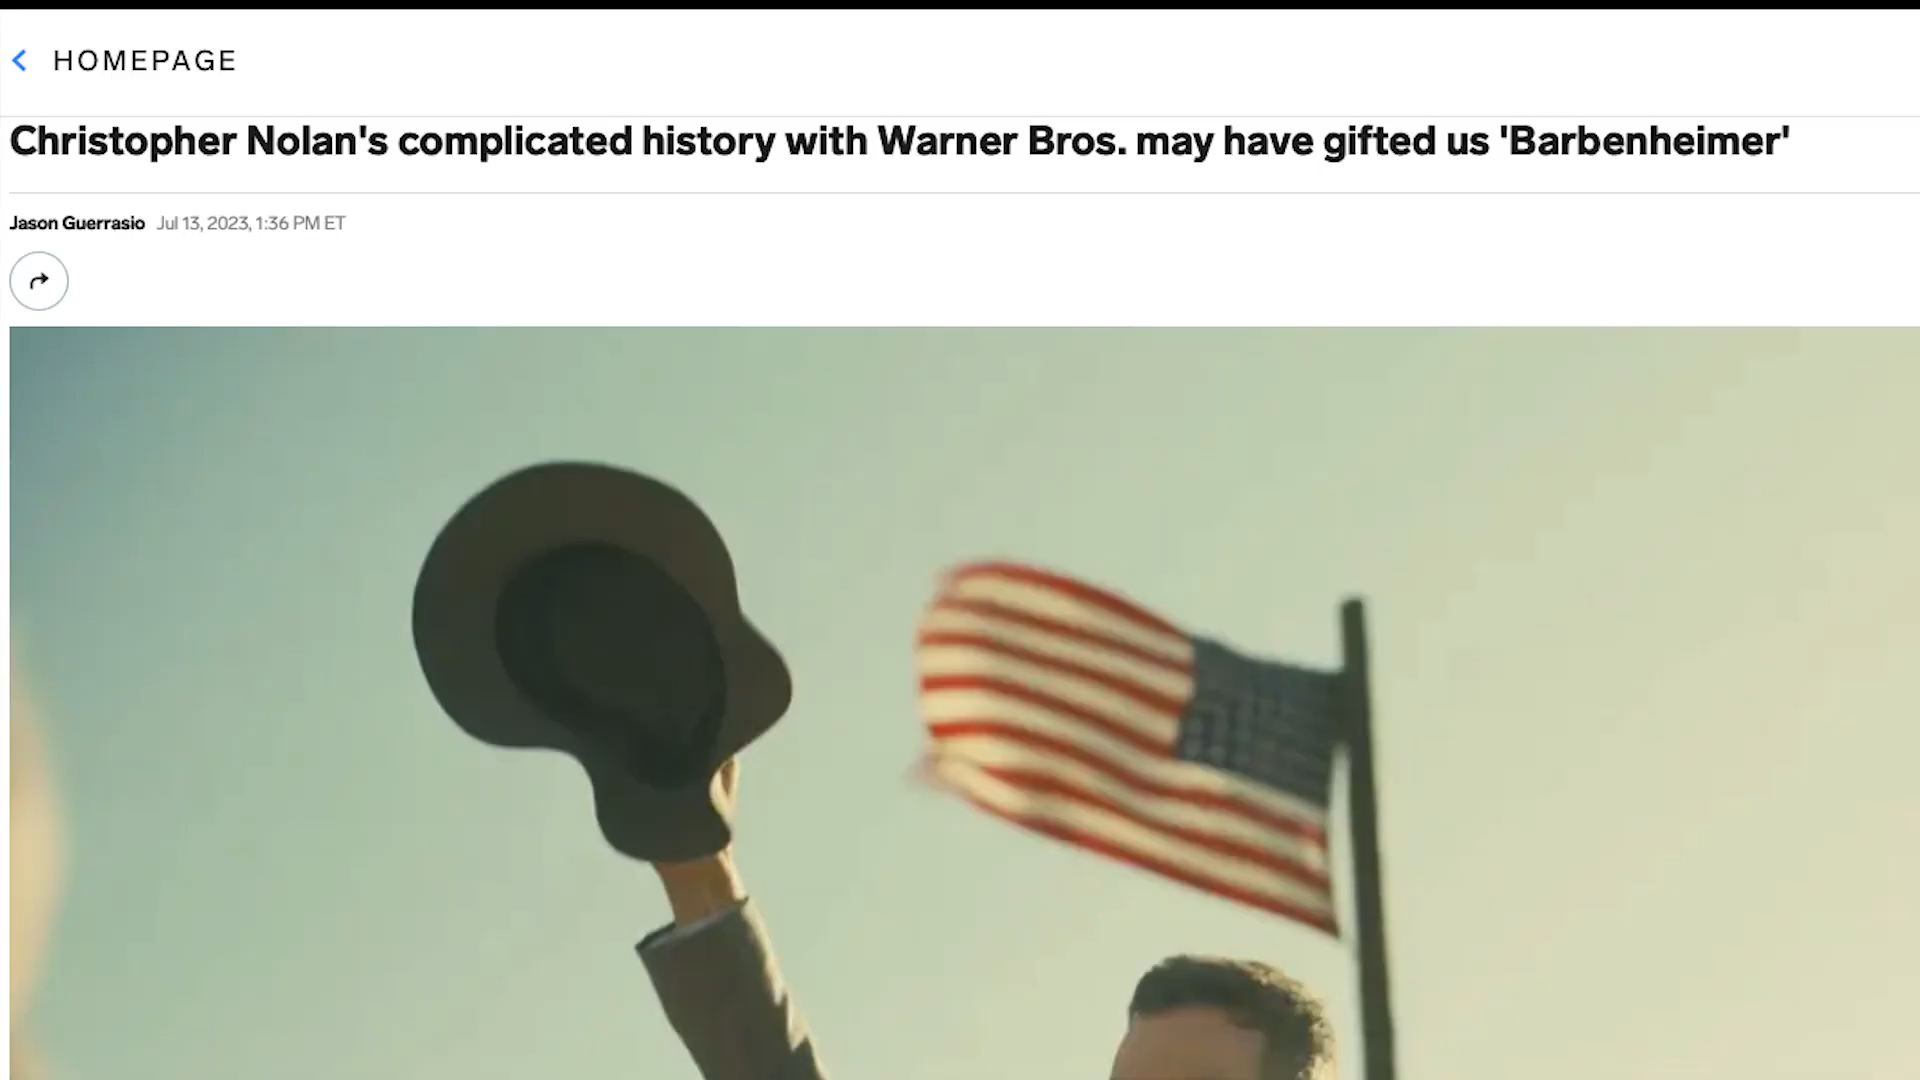 HOMEPAGE
Christopher Nolan's complicated history with Warner Bros. may have gifted us 'Barbenheimer'
Jason Guerrasio Jul 13, 2023, 1:36 PM ET